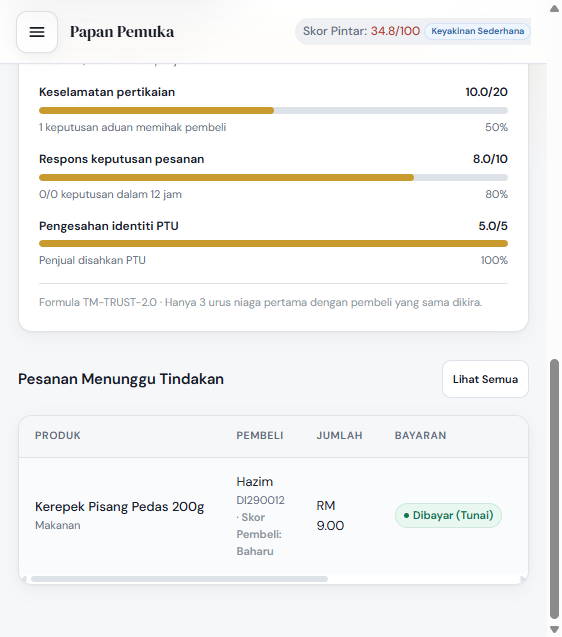 Papan Pemuka
Skor Pintar: 34.8/100 Keyakinan Sederhana
Keselamatan pertikaian 10.0/20
1 keputusan aduan memihak pembeli 50%
Respons keputusan pesanan 8.0/10
0/0 keputusan dalam 12 jam 80%
Pengesahan identiti PTU 5.0/5
Penjual disahkan PTU 100%
Formula TM-TRUST-2.0 · Hanya 3 urus niaga pertama dengan pembeli yang sama dikira.
Pesanan Menunggu Tindakan
Lihat Semua
PRODUK PEMBELI JUMLAH BAYARAN
Kerepek Pisang Pedas 200g
Makanan
Hazim
DI290012
· Skor
Pembeli:
Baharu
RM
9.00
Dibayar (Tunai)